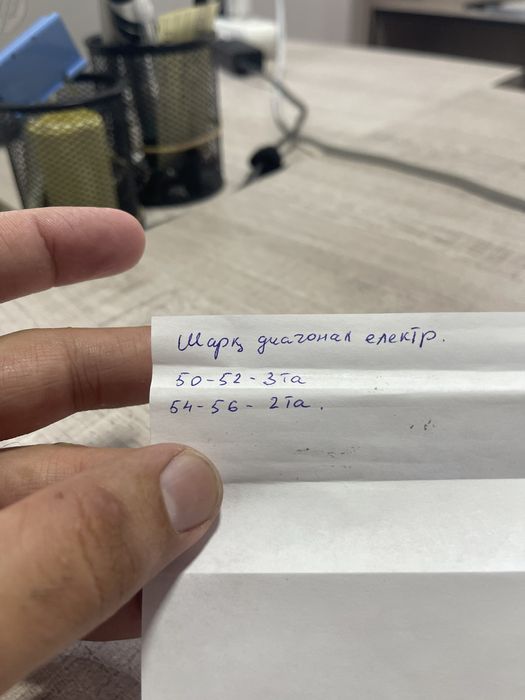 Шарқ диагонал електр.
50-52-3та
54-56-2та.